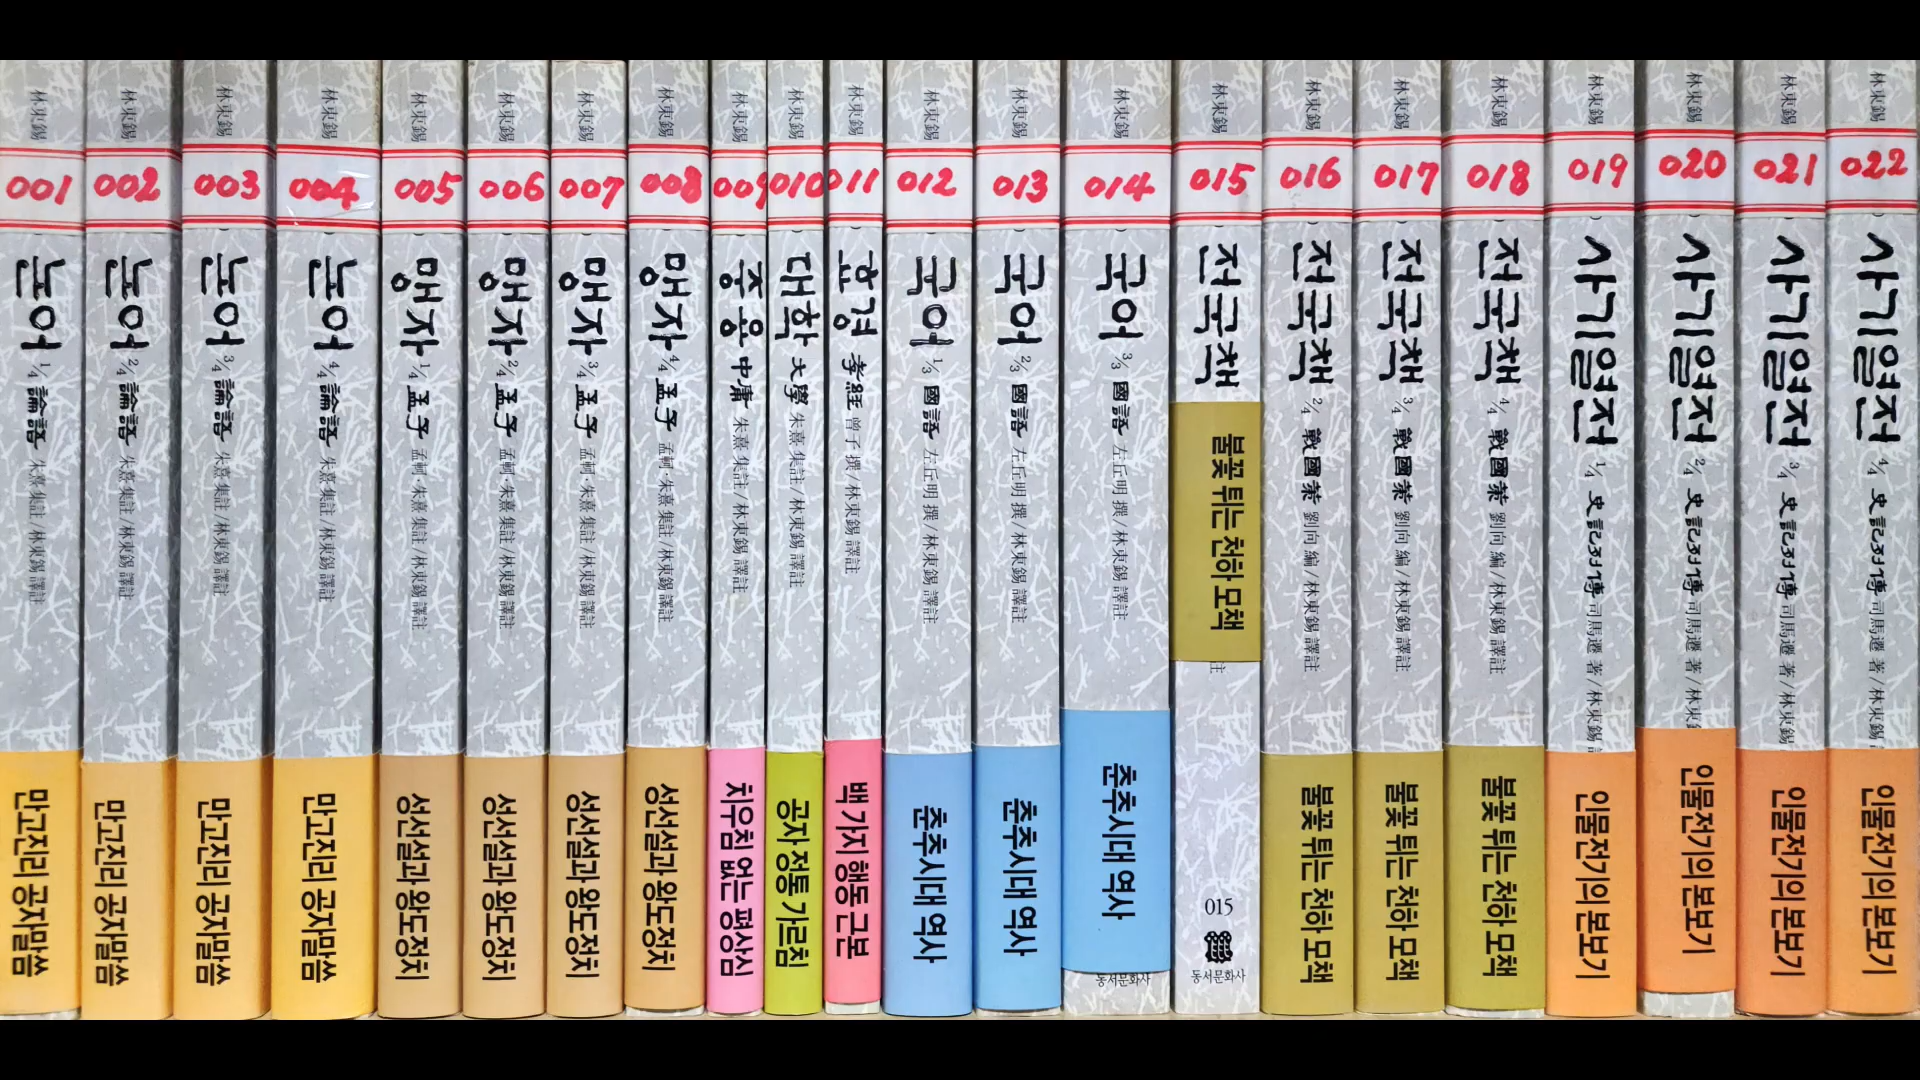 林東錫 001 논어 1/4 論語 朱熹 集註/林東錫 譯註 만고진리 공자말씀
林東錫 002 논어 2/4 論語 朱熹 集註/林東錫 譯註 만고진리 공자말씀
林東錫 003 논어 3/4 論語 朱熹 集註/林東錫 譯註 만고진리 공자말씀
林東錫 004 논어 4/4 論語 朱熹 集註/林東錫 譯註 만고진리 공자말씀
林東錫 005 맹자 1/4 孟子 孟軻·朱熹 集註/林東錫 譯註 성선설과 왕도정치
林東錫 006 맹자 2/4 孟子 孟軻·朱熹 集註/林東錫 譯註 성선설과 왕도정치
林東錫 007 맹자 3/4 孟子 孟軻·朱熹 集註/林東錫 譯註 성선설과 왕도정치
林東錫 008 맹자 4/4 孟子 孟軻·朱熹 集註/林東錫 譯註 성선설과 왕도정치
林東錫 009 중용 中庸 朱熹 集註/林東錫 譯註 치우침 없는 평상심
林東錫 010 대학 大學 朱熹 集註/林東錫 譯註 공자 정통 가르침
林東錫 011 효경 孝經 曾子 撰/林東錫 譯註 백 가지 행동 근본
林東錫 012 국어 1/3 國語 左丘明 撰/林東錫 譯註 춘추시대 역사
林東錫 013 국어 2/3 國語 左丘明 撰/林東錫 譯註 춘추시대 역사
林東錫 014 국어 3/3 國語 左丘明 撰/林東錫 譯註 춘추시대 역사 동서문화사
林東錫 015 전국책 불꽃 튀는 천하 모책 註 015 동서문화사
林東錫 016 전국책 2/4 戰國策 劉向 編/林東錫 譯註 불꽃 튀는 천하 모책
林東錫 017 전국책 3/4 戰國策 劉向 編/林東錫 譯註 불꽃 튀는 천하 모책
林東錫 018 전국책 4/4 戰國策 劉向 編/林東錫 譯註 불꽃 튀는 천하 모책
林東錫 019 사기열전 1/4 史記列傳 司馬遷 著/林東錫 인물전기의 본보기
林東錫 020 사기열전 2/4 史記列傳 司馬遷 著/林東錫 인물전기의 본보기
林東錫 021 사기열전 3/4 史記列傳 司馬遷 著/林東錫 인물전기의 본보기
林東錫 022 사기열전 4/4 史記列傳 司馬遷 著/林東錫 인물전기의 본보기